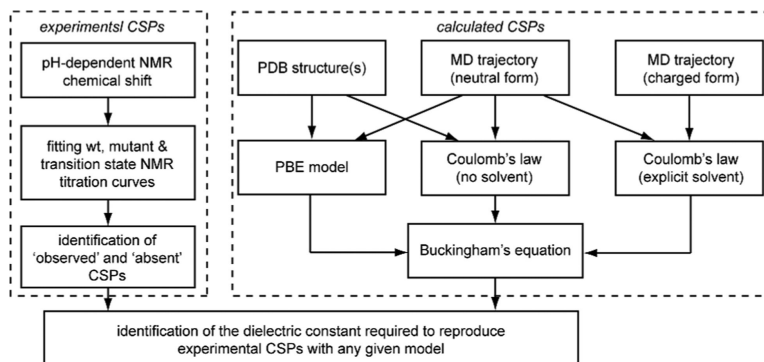 experimentsl CSPs
pH-dependent NMR
chemical shift
fitting wt, mutant &
transition state NMR
titration curves
identification of
'observed' and 'absent'
CSPs
calculated CSPs
PDB structure(s)
MD trajectory
(neutral form)
MD trajectory
(charged form)
PBE model
Coulomb's law
(no solvent)
Coulomb's law
(explicit solvent)
Buckingham's equation
identification of the dielectric constant required to reproduce
experimental CSPs with any given model